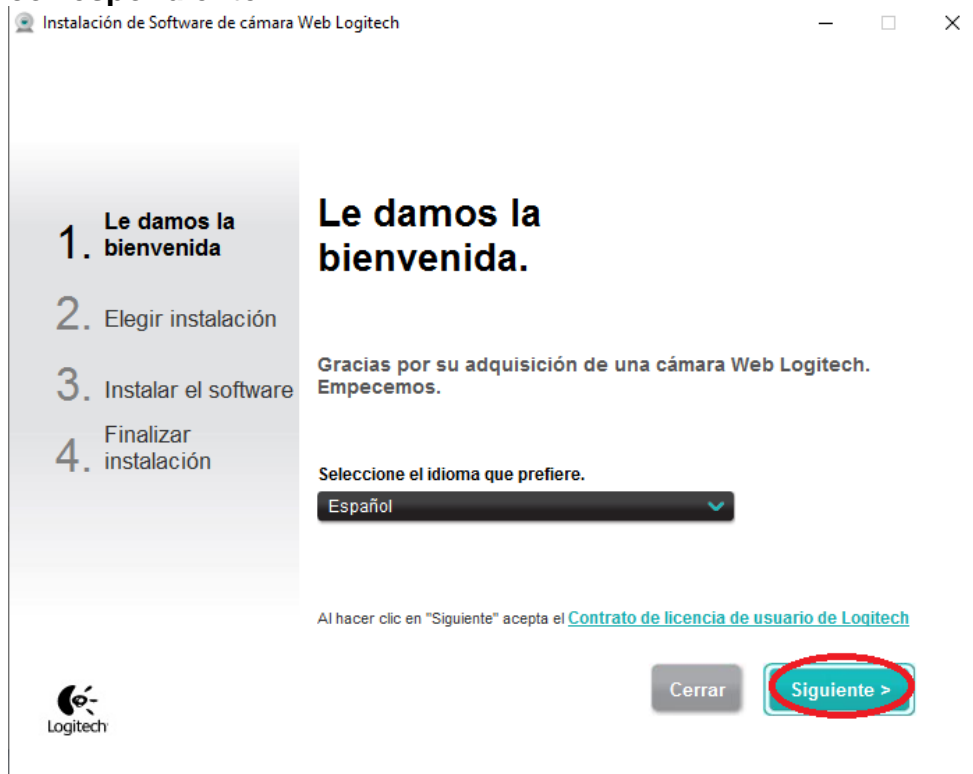 Instalación de Software de cámara Web Logitech
1. Le damos la
bienvenida
2. Elegir instalación
3. Instalar el software
4. Finalizar
instalación
Le damos la
bienvenida.
Gracias por su adquisición de una cámara Web Logitech.
Empecemos.
Seleccione el idioma que prefiere.
Español
Al hacer clic en "Siguiente" acepta el Contrato de licencia de usuario de Logitech
Cerrar
Siguiente >
Logitech